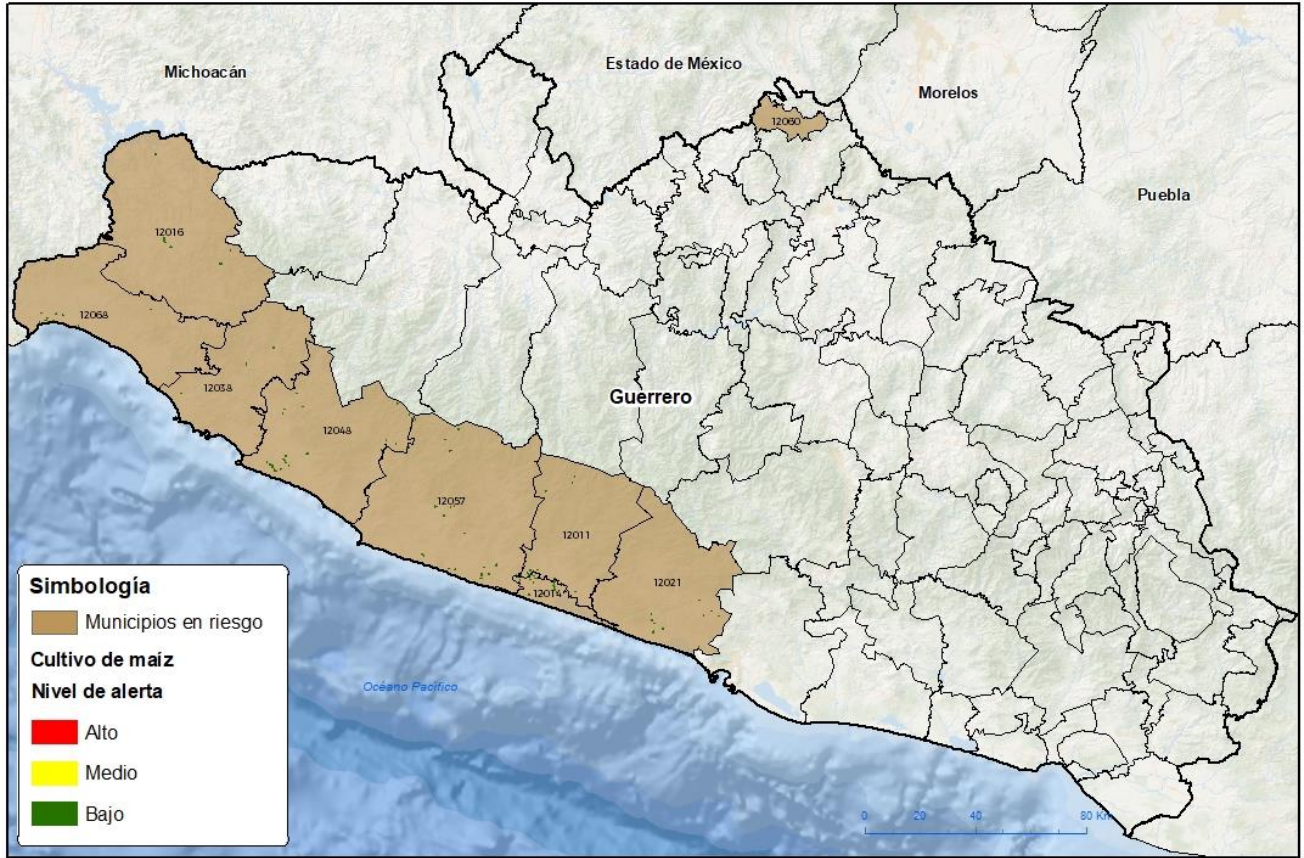 Michoacán
Estado de México
Morelos
Puebla
12060
12016
12068
12038
12048
Guerrero
12057
12011
12021
12014
Océano Pacífico
Simbología
Municipios en riesgo
Cultivo de maíz
Nivel de alerta
Alto
Medio
Bajo
0 20 40 80 Km